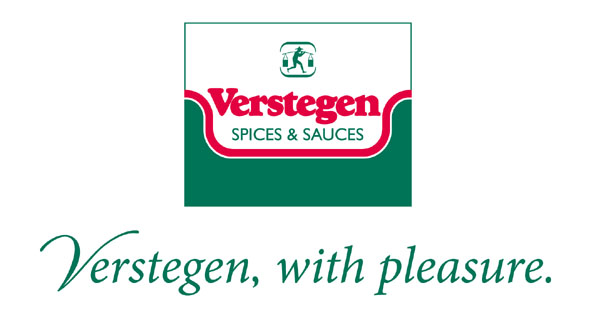 Verstegen
SPICES & SAUCES
Verstegen, with pleasure.